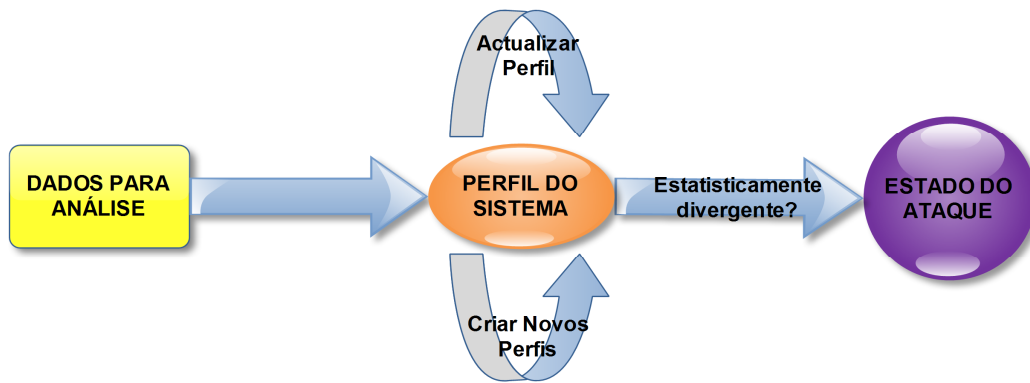 Actualizar
Perfil
DADOS PARA
ANÁLISE
PERFIL DO
SISTEMA
Estatisticamente
divergente?
ESTADO DO
ATAQUE
Criar Novos
Perfis